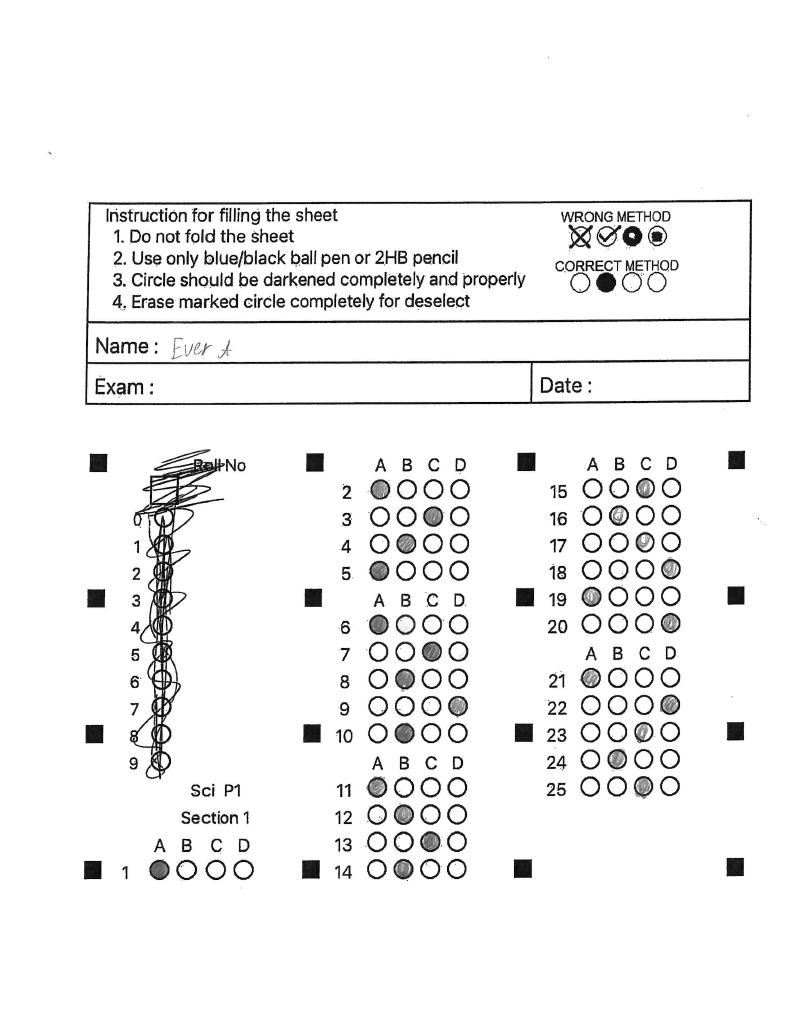 Instruction for filling the sheet
1. Do not fold the sheet
2. Use only blue/black ball pen or 2HB pencil
3. Circle should be darkened completely and properly
4. Erase marked circle completely for deselect
WRONG METHOD
CORRECT METHOD
Name : Ever A
Exam :
Date :
Roll No
0
1
2
3
4
5
6
7
8
9
Sci P1
Section 1
A B C D
1
A B C D
2
3
4
5
A B C D
6
7
8
9
10
A B C D
11
12
13
14
A B C D
15
16
17
18
19
20
A B C D
21
22
23
24
25